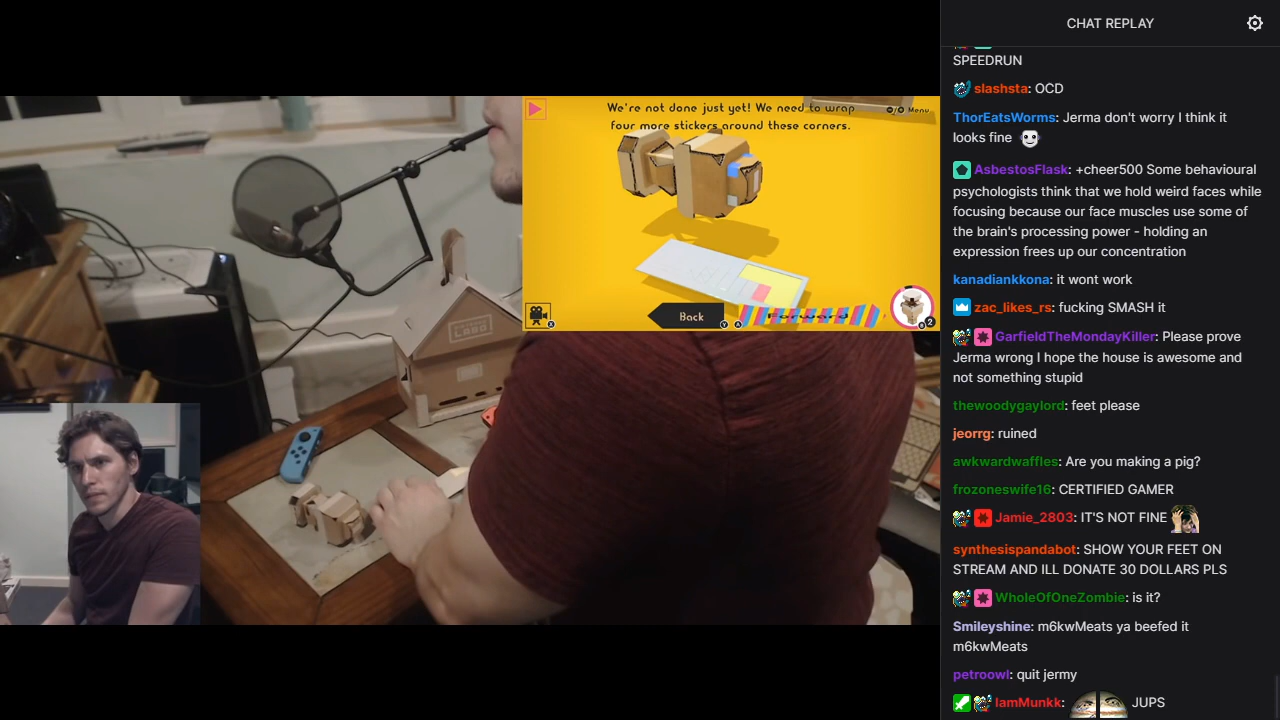 We're not done just yet! We need to wrap
four more stickers around these corners.
Menu
Back
LABO
CHAT REPLAY
SPEEDRUN
slashsta: OCD
ThorEatsWorms: Jerma don't worry I think it
looks fine
AsbestosFlask: +cheer500 Some behavioural
psychologists think that we hold weird faces while
focusing because our face muscles use some of
the brain's processing power - holding an
expression frees up our concentration
kanadiankkona: it wont work
zac_likes_rs: fucking SMASH it
GarfieldTheMondayKiller: Please prove
Jerma wrong I hope the house is awesome and
not something stupid
thewoodygaylord: feet please
jeorrg: ruined
awkwardwaffles: Are you making a pig?
frozoneswife16: CERTIFIED GAMER
Jamie_2803: IT'S NOT FINE
synthesispandabot: SHOW YOUR FEET ON
STREAM AND ILL DONATE 30 DOLLARS PLS
WholeOfOneZombie: is it?
Smileyshine: m6kwMeats ya beefed it
m6kwMeats
petroowl: quit jermy
IamMunkk: JUPS